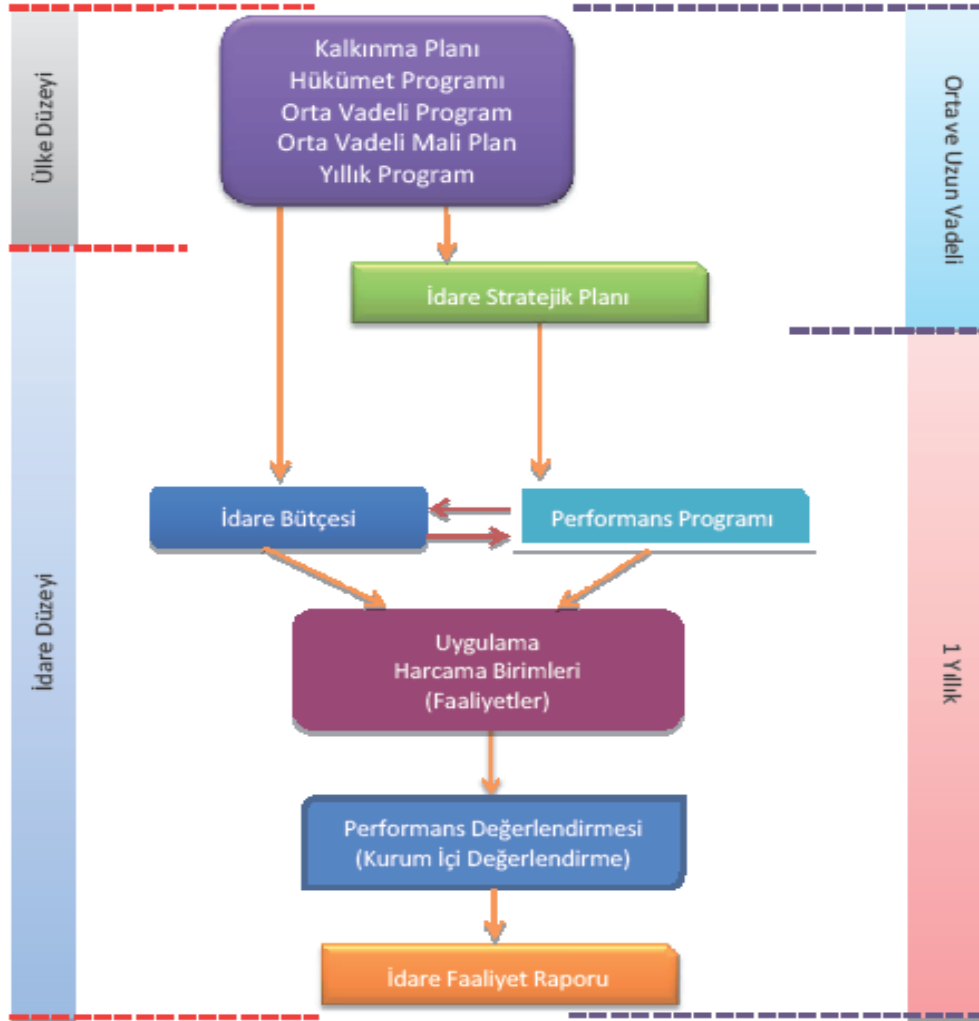 Ülke Düzeyi
Kalkınma Planı
Hükümet Programı
Orta Vadeli Program
Orta Vadeli Mali Plan
Yıllık Program
Orta ve Uzun Vadeli
İdare Stratejik Planı
İdare Düzeyi
İdare Bütçesi
Performans Programı
Uygulama
Harcama Birimleri
(Faaliyetler)
1 Yıllık
Performans Değerlendirmesi
(Kurum İçi Değerlendirme)
İdare Faaliyet Raporu